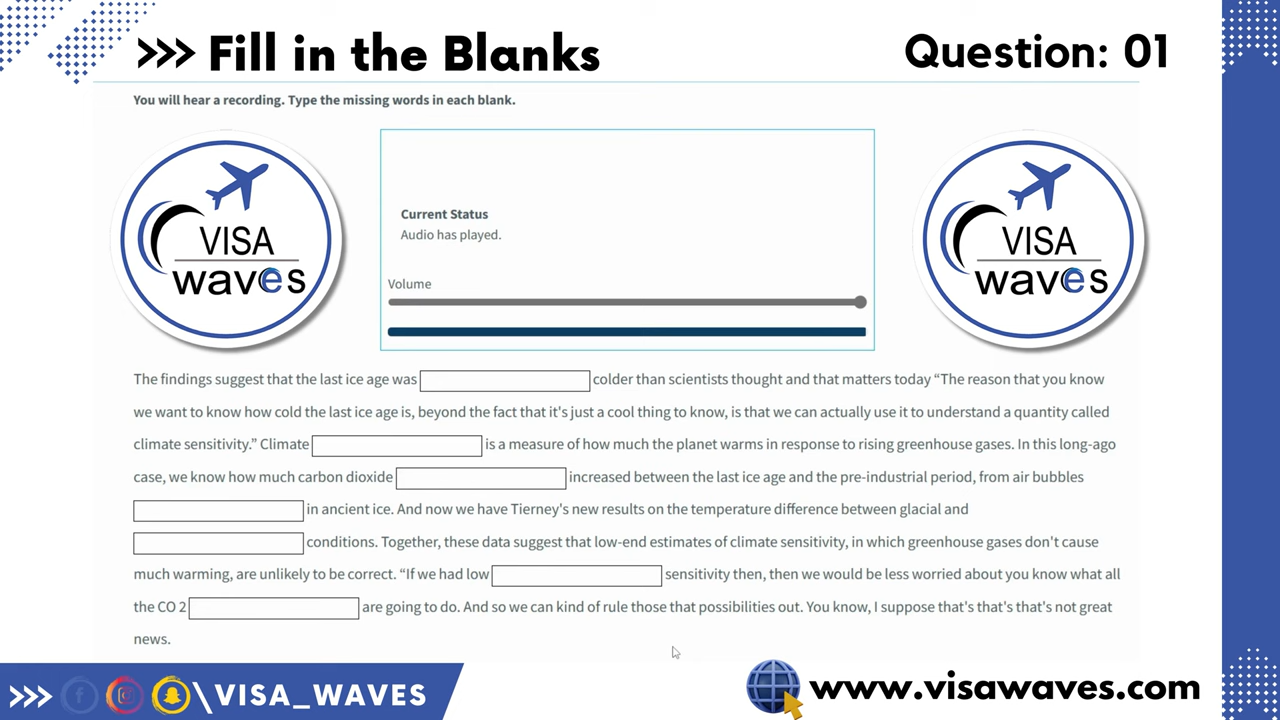 >>> Fill in the Blanks
Question: 01
You will hear a recording. Type the missing words in each blank.
VISA
waves
Current Status
Audio has played.
Volume
VISA
waves
The findings suggest that the last ice age was colder than scientists thought and that matters today “The reason that you know
we want to know how cold the last ice age is, beyond the fact that it's just a cool thing to know, is that we can actually use it to understand a quantity called
climate sensitivity.” Climate is a measure of how much the planet warms in response to rising greenhouse gases. In this long-ago
case, we know how much carbon dioxide increased between the last ice age and the pre-industrial period, from air bubbles
in ancient ice. And now we have Tierney's new results on the temperature difference between glacial and
conditions. Together, these data suggest that low-end estimates of climate sensitivity, in which greenhouse gases don't cause
much warming, are unlikely to be correct. “If we had low sensitivity then, then we would be less worried about you know what all
the CO 2 are going to do. And so we can kind of rule those that possibilities out. You know, I suppose that's that's that's not great
news.
>>> \VISA_WAVES
www.visawaves.com